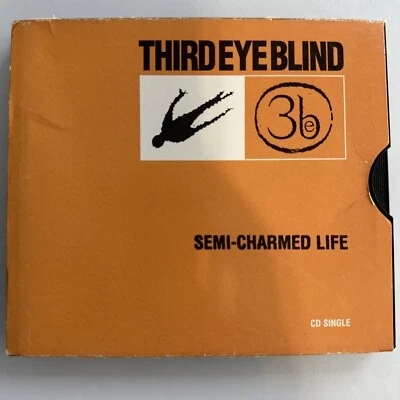 THIRD EYE BLIND
3eb
SEMI-CHARMED LIFE
CD SINGLE